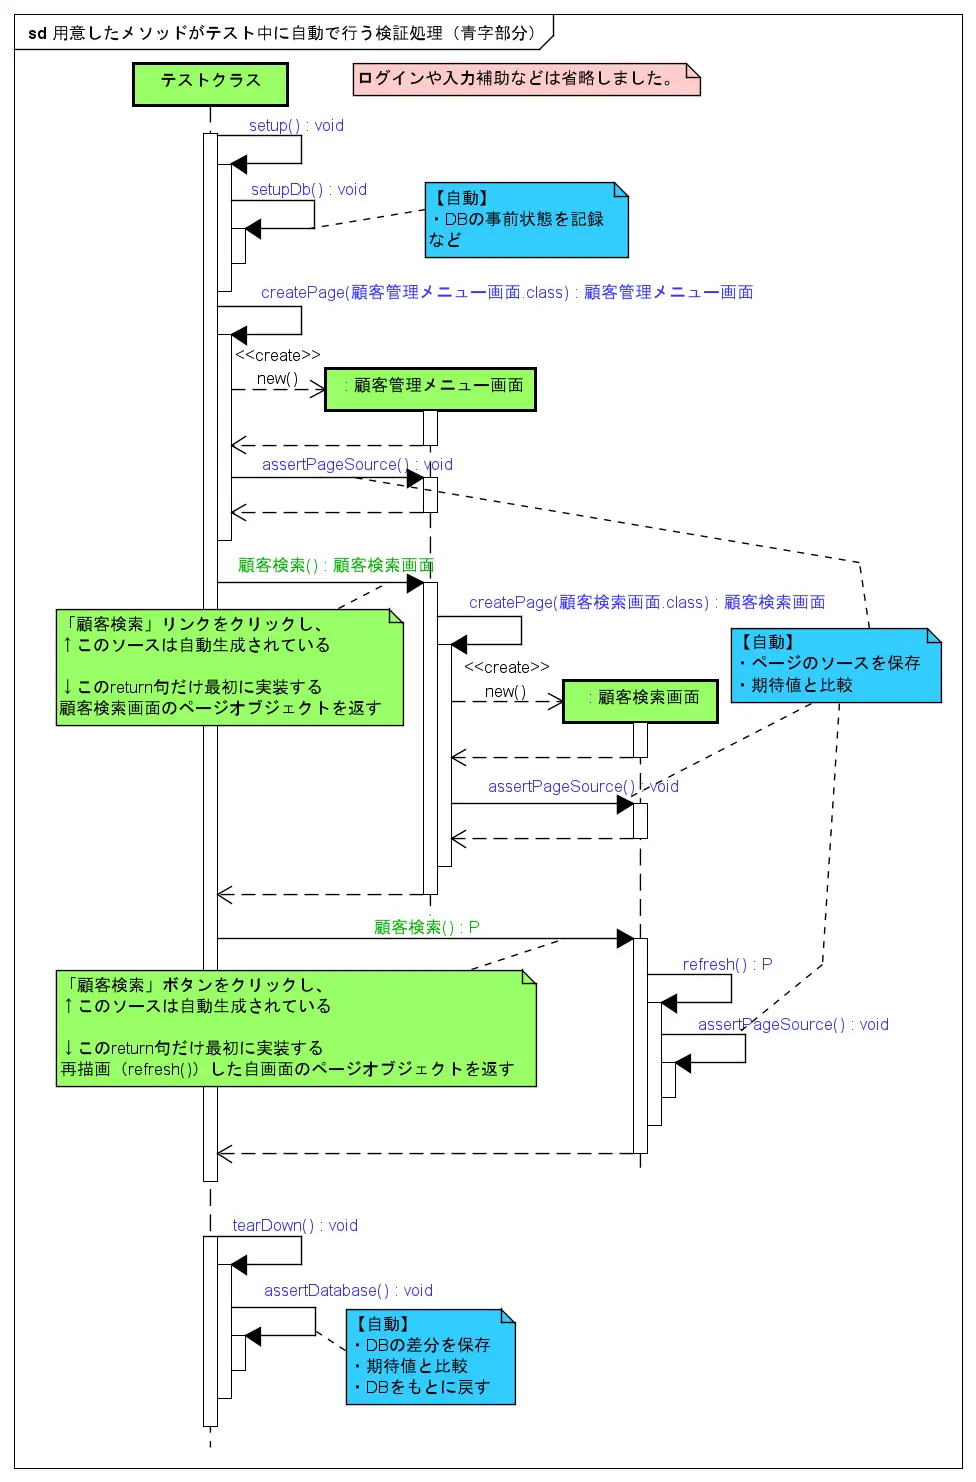 sd 用意したメソッドがテスト中に自動で行う検証処理（青字部分）
テストクラス
ログインや入力補助などは省略しました。
setup() : void
setupDb() : void
【自動】
・DBの事前状態を記録
など
createPage(顧客管理メニュー画面.class) : 顧客管理メニュー画面
<<create>>
new()
: 顧客管理メニュー画面
assertPageSource() : void
顧客検索() : 顧客検索画面
createPage(顧客検索画面.class) : 顧客検索画面
「顧客検索」リンクをクリックし、
↑このソースは自動生成されている
↓このreturn句だけ最初に実装する
顧客検索画面のページオブジェクトを返す
【自動】
・ページのソースを保存
・期待値と比較
<<create>>
new()
: 顧客検索画面
assertPageSource() : void
顧客検索() : P
refresh() : P
「顧客検索」ボタンをクリックし、
↑このソースは自動生成されている
↓このreturn句だけ最初に実装する
再描画（refresh()）した自画面のページオブジェクトを返す
assertPageSource() : void
tearDown() : void
assertDatabase() : void
【自動】
・DBの差分を保存
・期待値と比較
・DBをもとに戻す